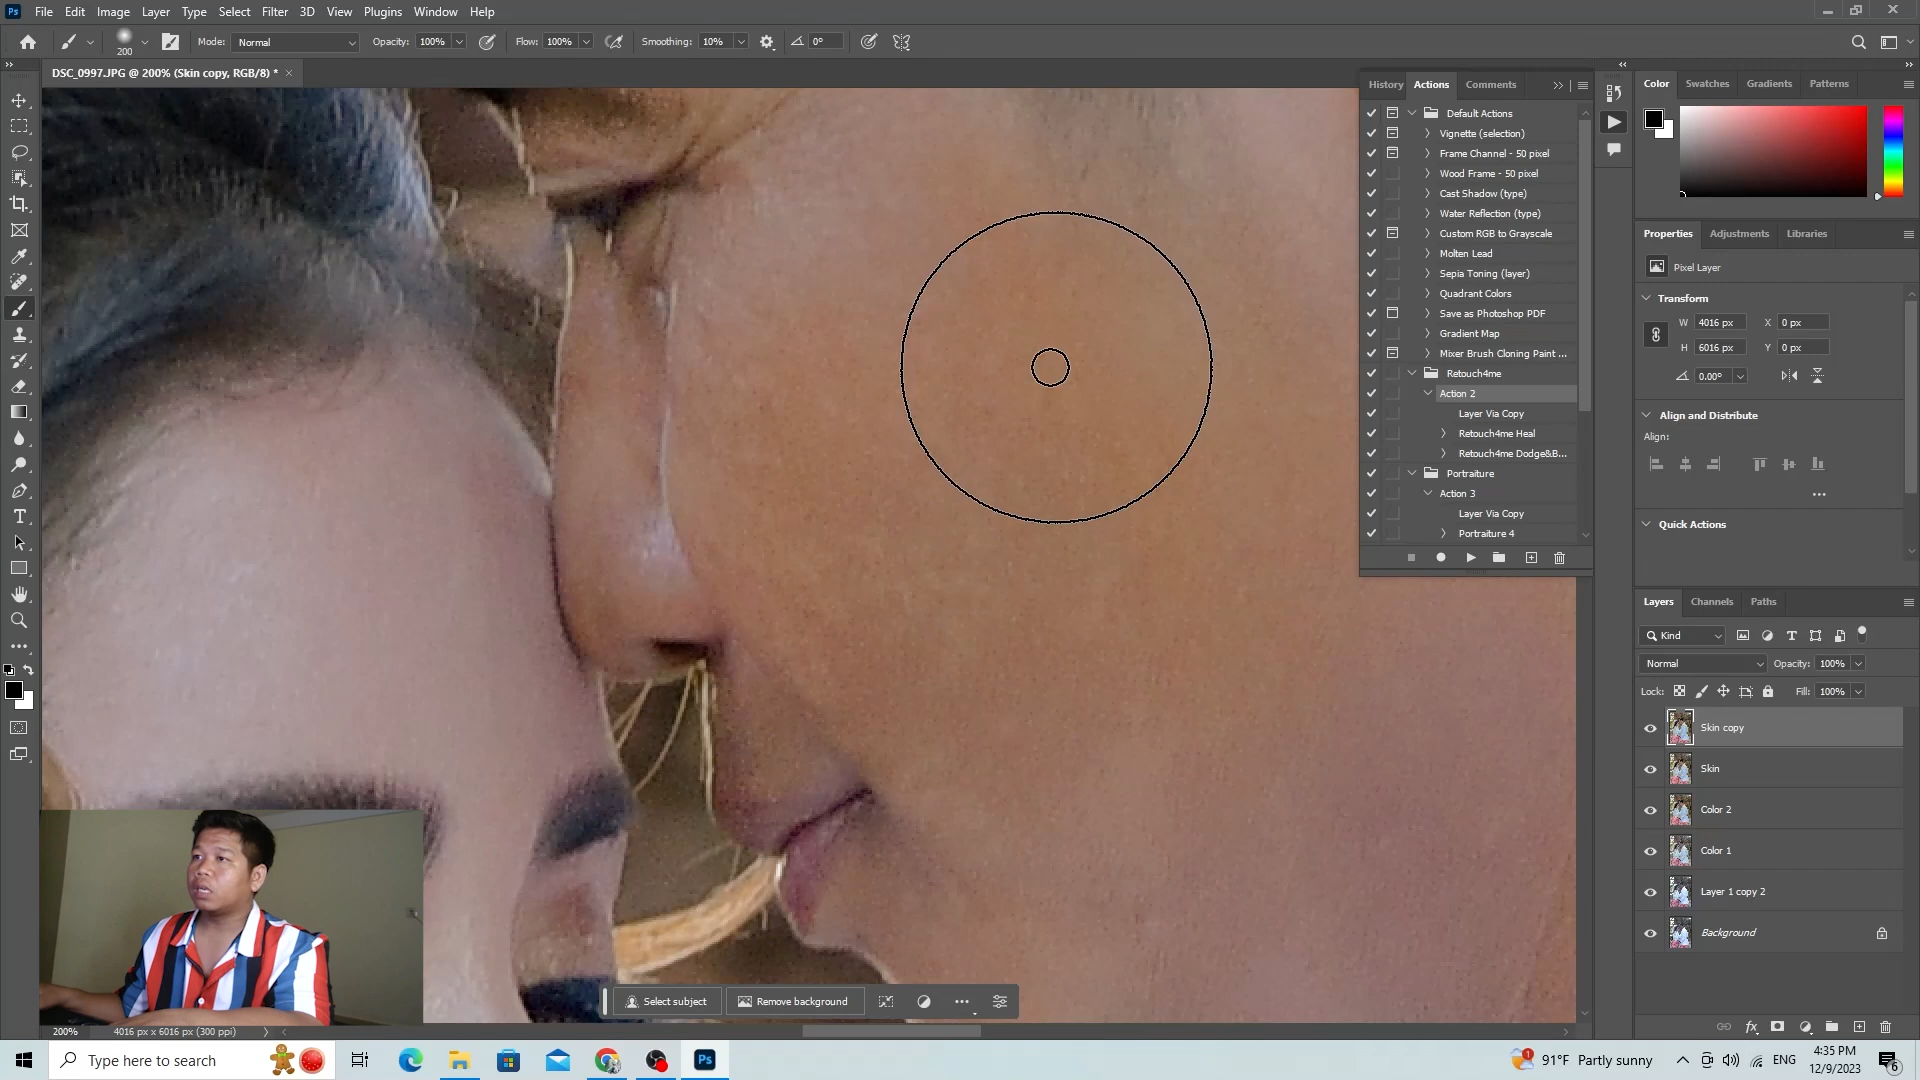 Ps File Edit Image Layer Type Select Filter 3D View Plugins Window Help
200 Mode: Normal Opacity: 100% Flow: 100% Smoothing: 10% 0°
DSC_0997.JPG @ 200% (Skin copy, RGB/8) * ×
History Actions Comments
Default Actions
Vignette (selection)
Frame Channel - 50 pixel
Wood Frame - 50 pixel
Cast Shadow (type)
Water Reflection (type)
Custom RGB to Grayscale
Molten Lead
Sepia Toning (layer)
Quadrant Colors
Save as Photoshop PDF
Gradient Map
Mixer Brush Cloning Paint ...
Retouch4me
Action 2
Layer Via Copy
Retouch4me Heal
Retouch4me Dodge&B...
Portraiture
Action 3
Layer Via Copy
Portraiture 4
Color Swatches Gradients Patterns
Properties Adjustments Libraries
Pixel Layer
Transform
W 4016 px X 0 px
H 6016 px Y 0 px
0.00°
Align and Distribute
Align:
Quick Actions
Layers Channels Paths
Kind
Normal Opacity: 100%
Lock: Fill: 100%
Skin copy
Skin
Color 2
Color 1
Layer 1 copy 2
Background
Select subject Remove background
200% 4016 px x 6016 px (300 ppi)
Type here to search
Ps
1 91°F Partly sunny ENG 4:35 PM
12/9/2023 6